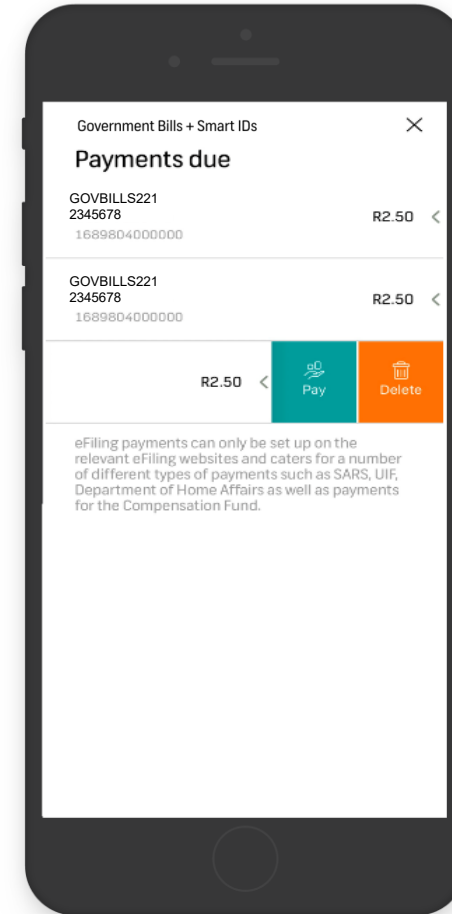 Government Bills + Smart IDs
Payments due
GOVBILLS221
2345678
R2.50
1689804000000
GOVBILLS221
2345678
R2.50
1689804000000
R2.50
Pay
Delete
eFiling payments can only be set up on the
relevant eFiling websites and caters for a number
of different types of payments such as SARS, UIF,
Department of Home Affairs as well as payments
for the Compensation Fund.